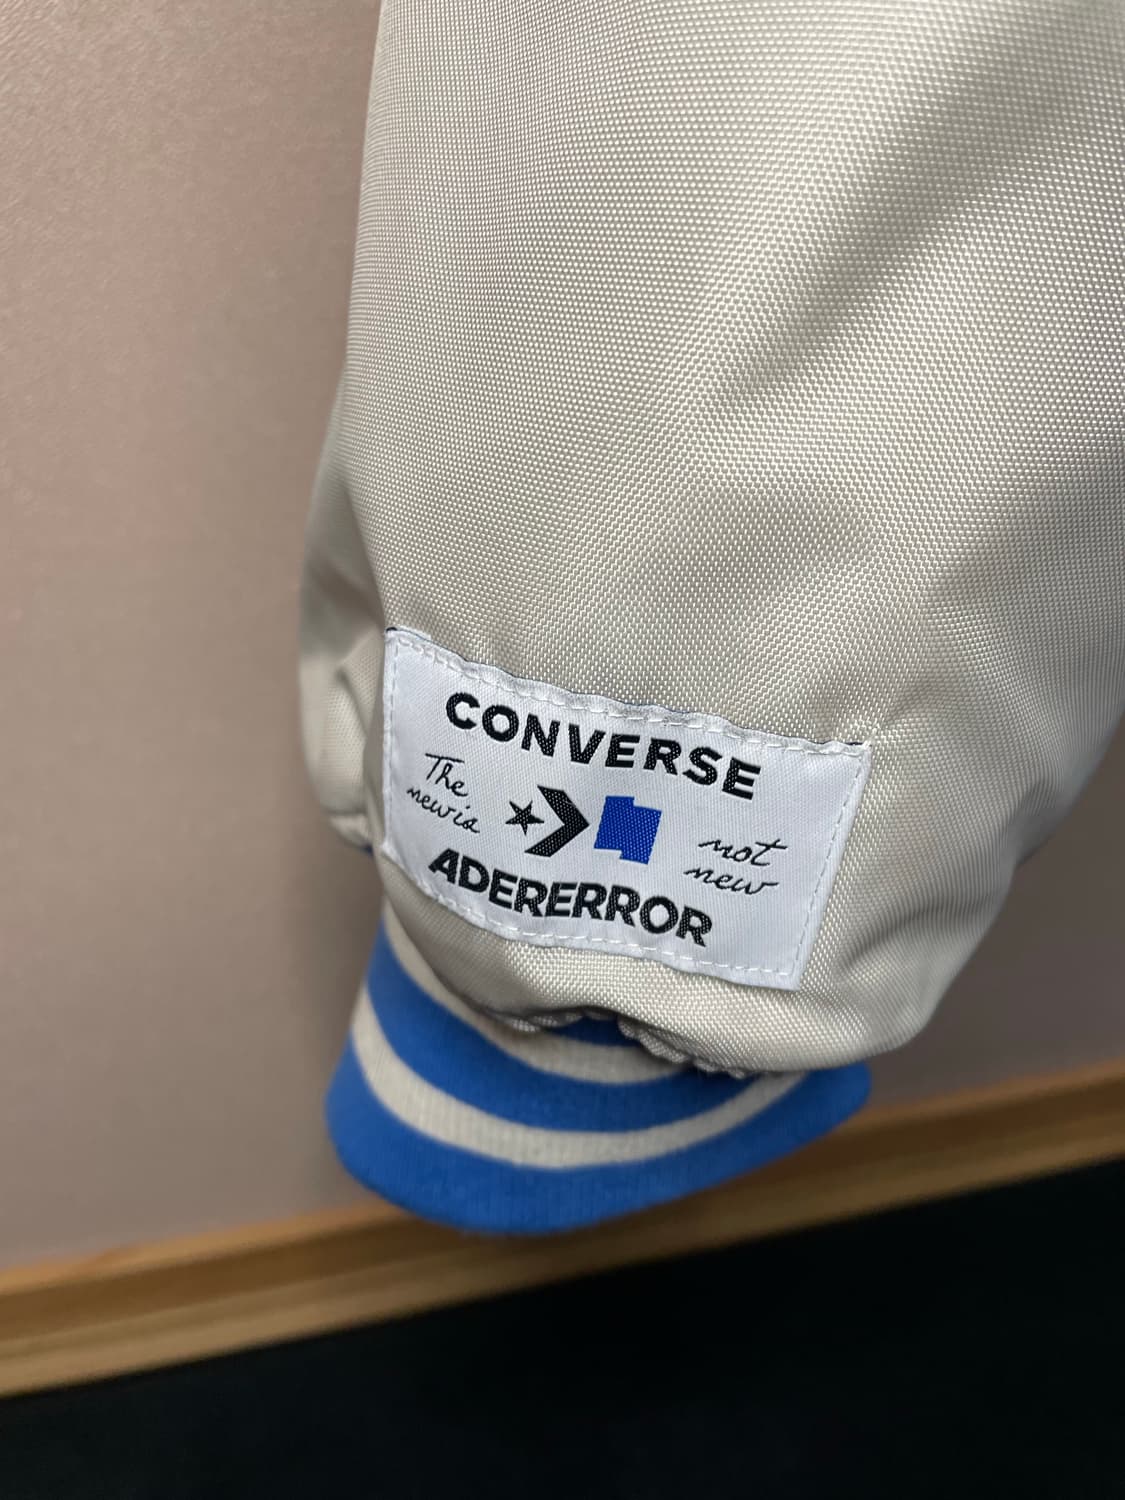 CONVERSE
The
new is
not
new
ADERERROR